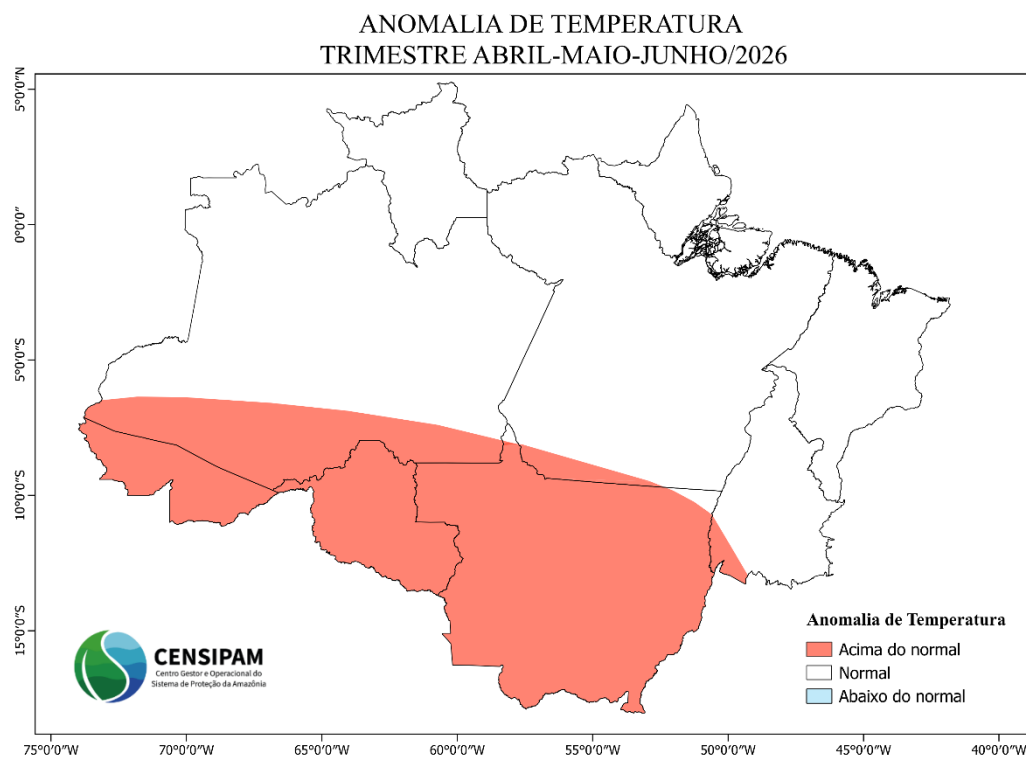 ANOMALIA DE TEMPERATURA
TRIMESTRE ABRIL-MAIO-JUNHO/2026
5°0'0"N
0°0'0"
5°0'0"S
10°0'0"S
15°0'0"S
CENSIPAM
Centro Gestor e Operacional do
Sistema de Proteção da Amazônia
Anomalia de Temperatura
Acima do normal
Normal
Abaixo do normal
75°0'0"W 70°0'0"W 65°0'0"W 60°0'0"W 55°0'0"W 50°0'0"W 45°0'0"W 40°0'0"W